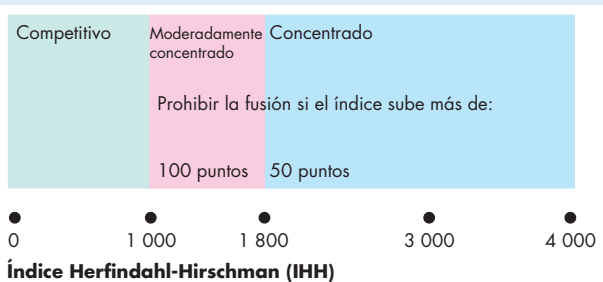 Competitivo
Moderadamente
concentrado
Concentrado
Prohibir la fusión si el índice sube más de:
100 puntos
50 puntos
0
1 000
1 800
3 000
4 000
Índice Herfindahl-Hirschman (IHH)